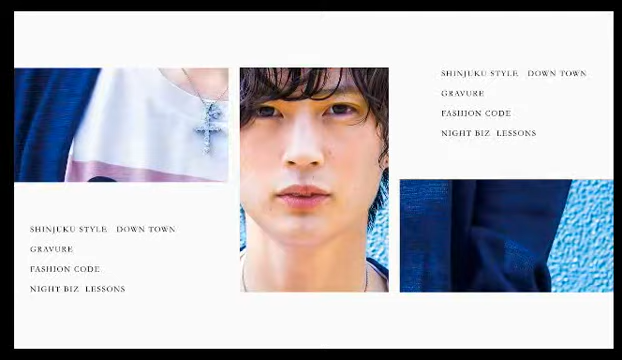 SHINJUKU STYLE DOWN TOWN
GRAVURE
FASHION CODE
NIGHT BIZ LESSONS
SHINJUKU STYLE DOWN TOWN
GRAVURE
FASHION CODE
NIGHT BIZ LESSONS